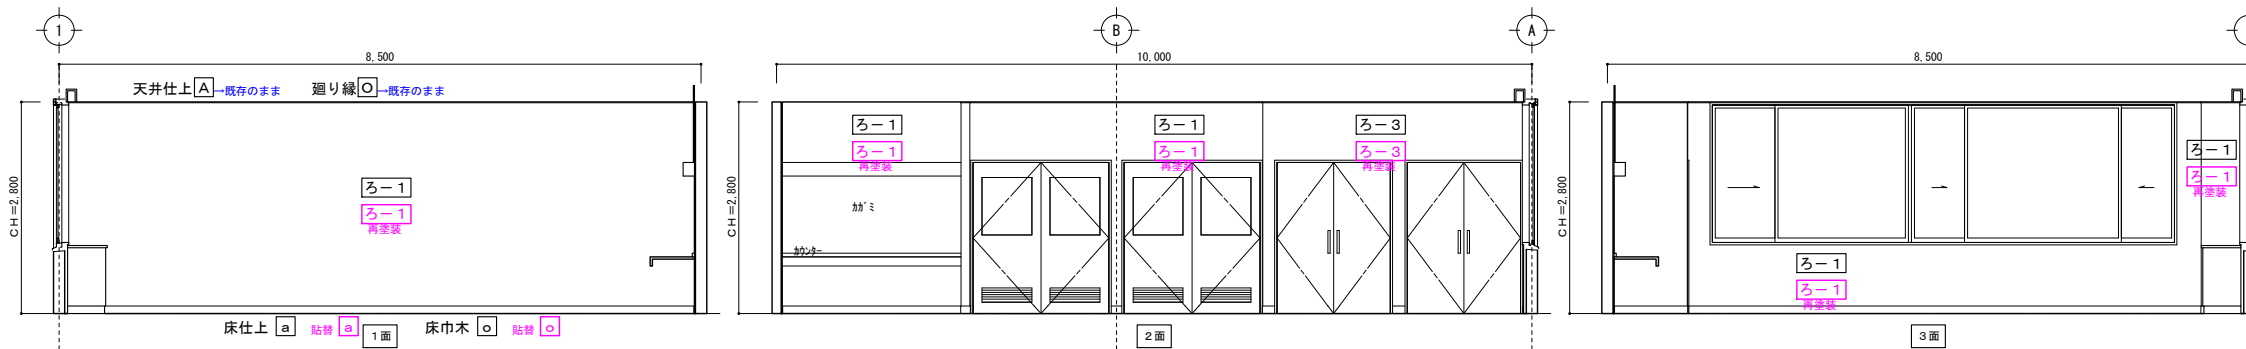 1
B
A
8,500
10,000
8,500
天井仕上 A →既存のまま 廻り縁 O →既存のまま
CH=2,800
ろ-1
ろ-1
再塗装
床仕上 a 貼替 a 床巾木 o 貼替 o
1面
CH=2,800
ろ-1
ろ-1
再塗装
ろ-1
ろ-1
再塗装
ろ-3
ろ-3
再塗装
カガミ
カウンター
2面
CH=2,800
ろ-1
ろ-1
再塗装
ろ-1
ろ-1
再塗装
3面